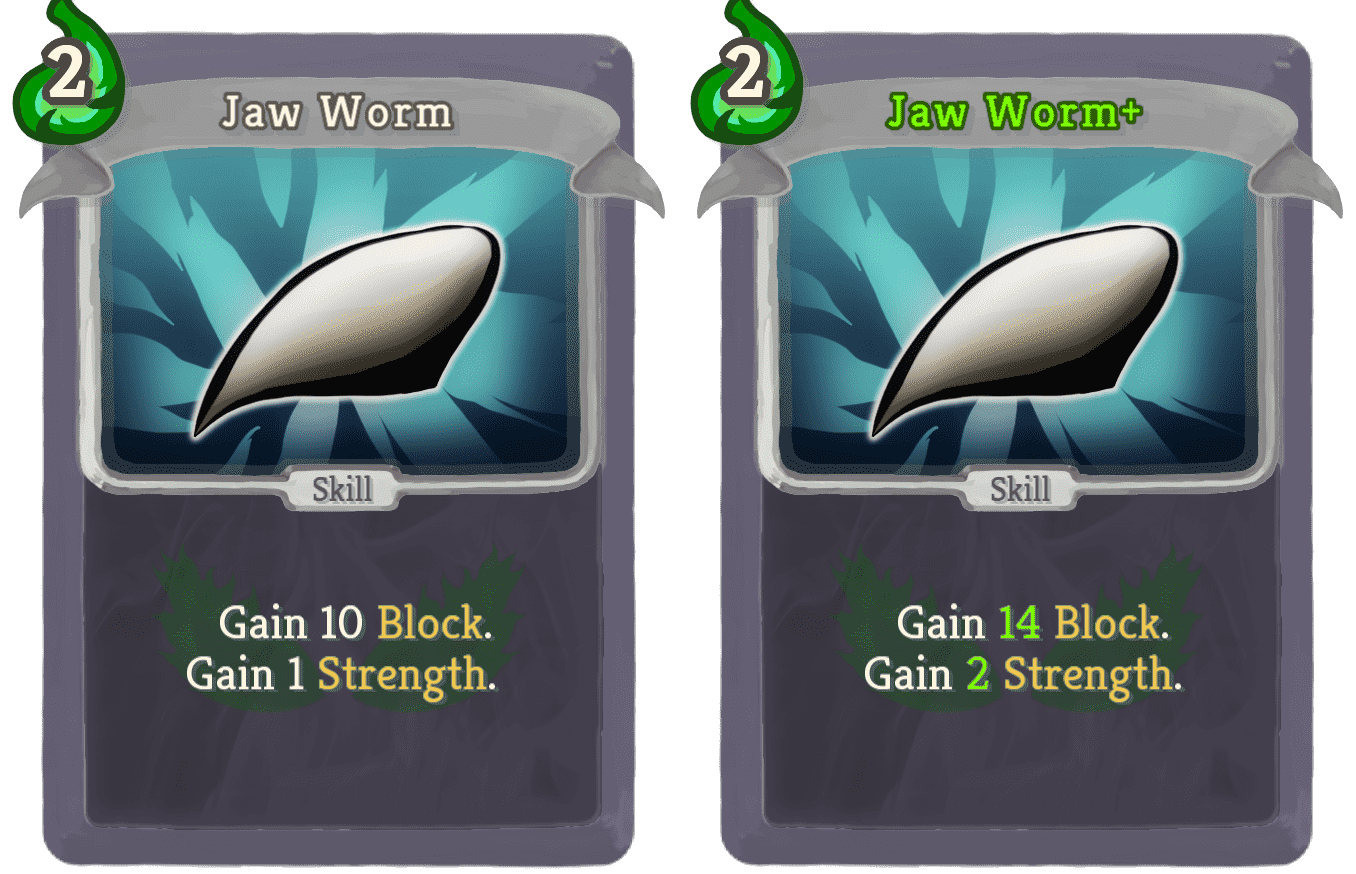 2
Jaw Worm
Skill
Gain 10 Block.
Gain 1 Strength.
2
Jaw Worm+
Skill
Gain 14 Block.
Gain 2 Strength.